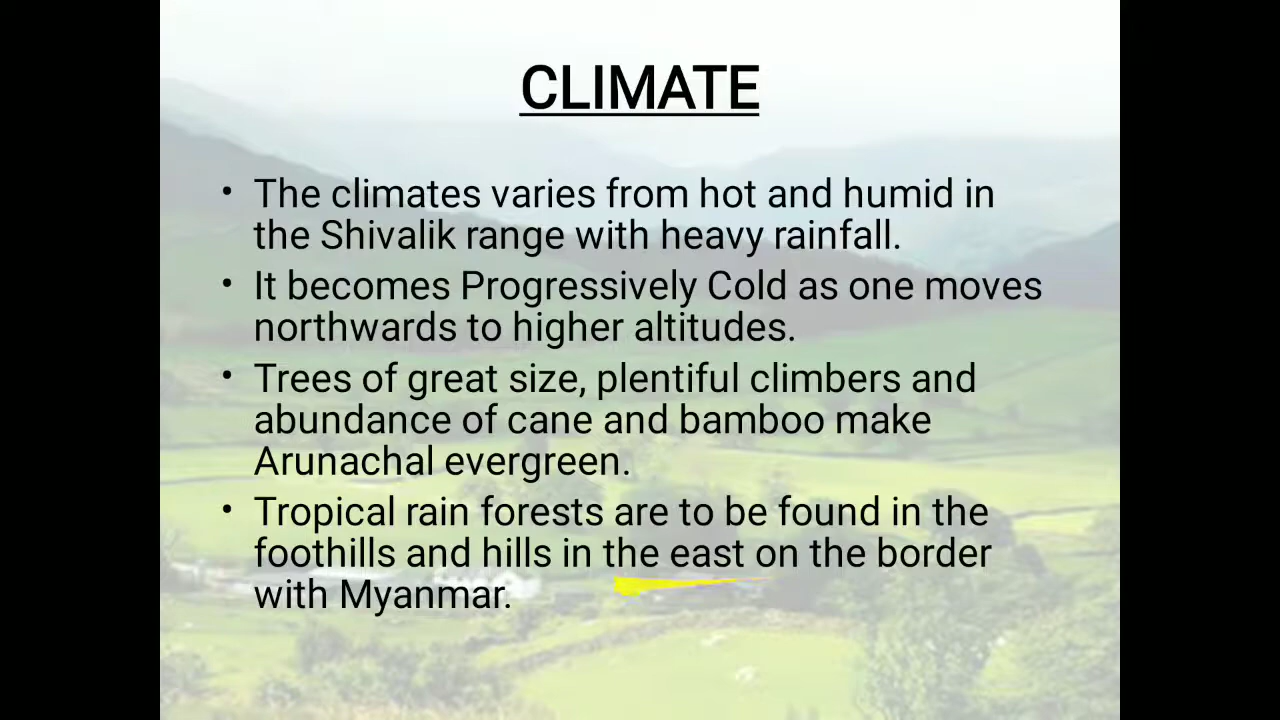 CLIMATE
• The climates varies from hot and humid in
the Shivalik range with heavy rainfall.
• It becomes Progressively Cold as one moves
northwards to higher altitudes.
• Trees of great size, plentiful climbers and
abundance of cane and bamboo make
Arunachal evergreen.
• Tropical rain forests are to be found in the
foothills and hills in the east on the border
with Myanmar.